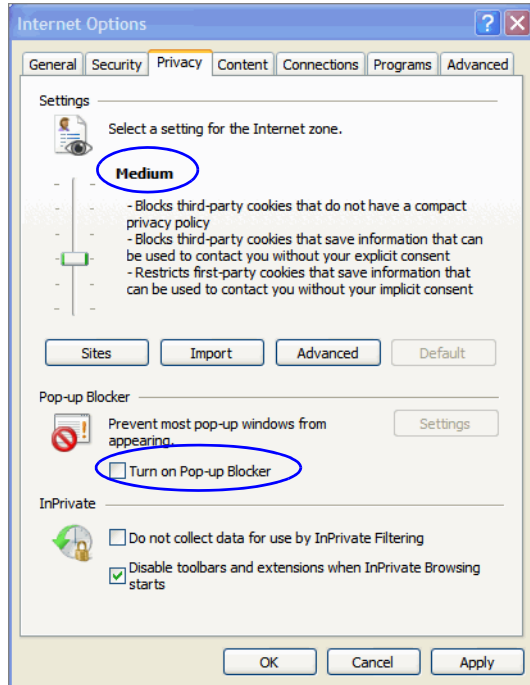 Internet Options
General Security Privacy Content Connections Programs Advanced
Settings
Select a setting for the Internet zone.
Medium
- Blocks third-party cookies that do not have a compact
privacy policy
- Blocks third-party cookies that save information that can
be used to contact you without your explicit consent
- Restricts first-party cookies that save information that
can be used to contact you without your implicit consent
Sites Import Advanced Default
Pop-up Blocker
Prevent most pop-up windows from
appearing.
Settings
Turn on Pop-up Blocker
InPrivate
Do not collect data for use by InPrivate Filtering
Disable toolbars and extensions when InPrivate Browsing
starts
OK Cancel Apply